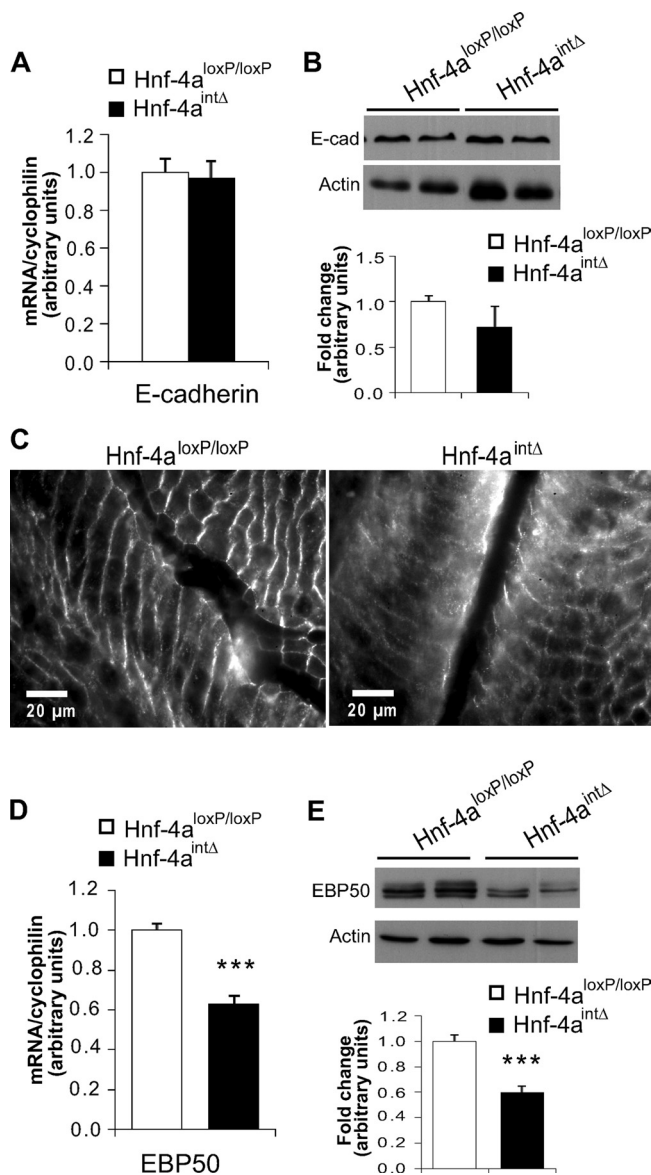 A
Hnf-4a loxP/loxP
Hnf-4a intΔ
mRNA/cyclophilin
(arbitrary units)
1.2
1.0
0.8
0.6
0.4
0.2
0.0
E-cadherin
B
Hnf-4a loxP/loxP
Hnf-4a intΔ
E-cad
Actin
Hnf-4a loxP/loxP
Hnf-4a intΔ
Fold change
(arbitrary units)
1.5
1.0
0.5
0.0
C
Hnf-4a loxP/loxP
Hnf-4a intΔ
20 µm
20 µm
D
Hnf-4a loxP/loxP
Hnf-4a intΔ
mRNA/cyclophilin
(arbitrary units)
1.2
1.0
0.8
0.6
0.4
0.2
0.0
***
EBP50
E
Hnf-4a loxP/loxP
Hnf-4a intΔ
EBP50
Actin
Hnf-4a loxP/loxP
Hnf-4a intΔ
Fold change
(arbitrary units)
1.2
1.0
0.8
0.6
0.4
0.2
0.0
***